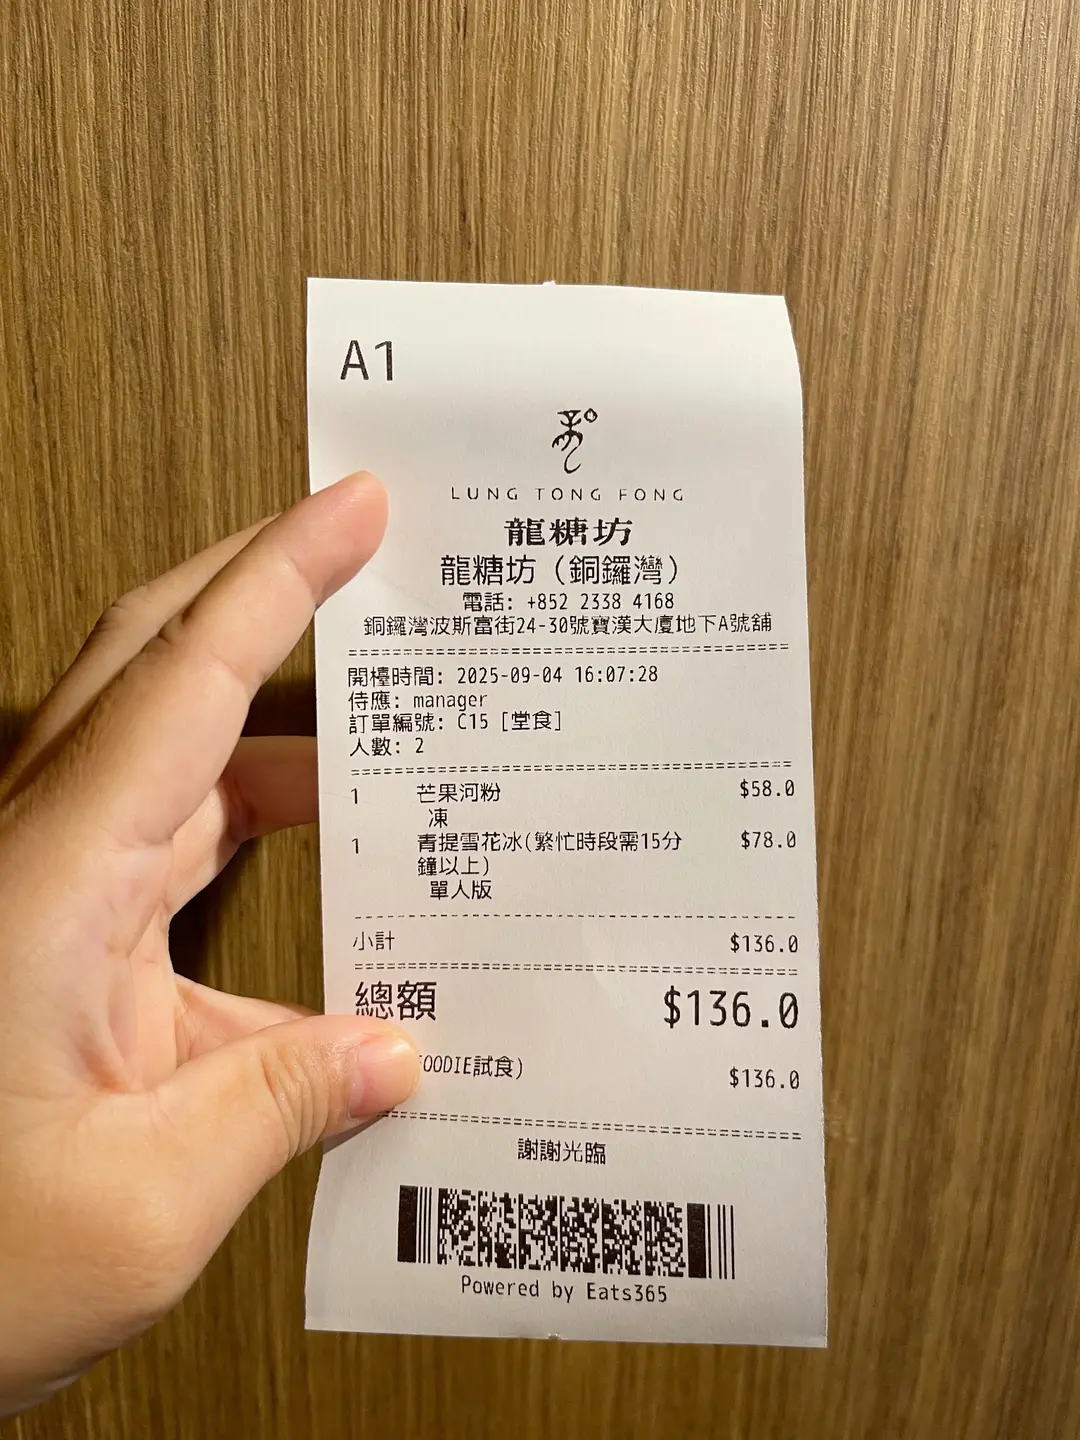 A1
LUNG TONG FONG
龍糖坊
龍糖坊（銅鑼灣）
電話: +852 2338 4168
銅鑼灣波斯富街24-30號寶漢大廈地下A號舖
開檯時間: 2025-09-04 16:07:28
侍應: manager
訂單編號: C15 [堂食]
人數: 2
1 芒果河粉 $58.0
凍
1 青提雪花冰(繁忙時段需15分 $78.0
鐘以上)
單人版
小計 $136.0
總額 $136.0
FOODIE試食) $136.0
謝謝光臨
Powered by Eats365